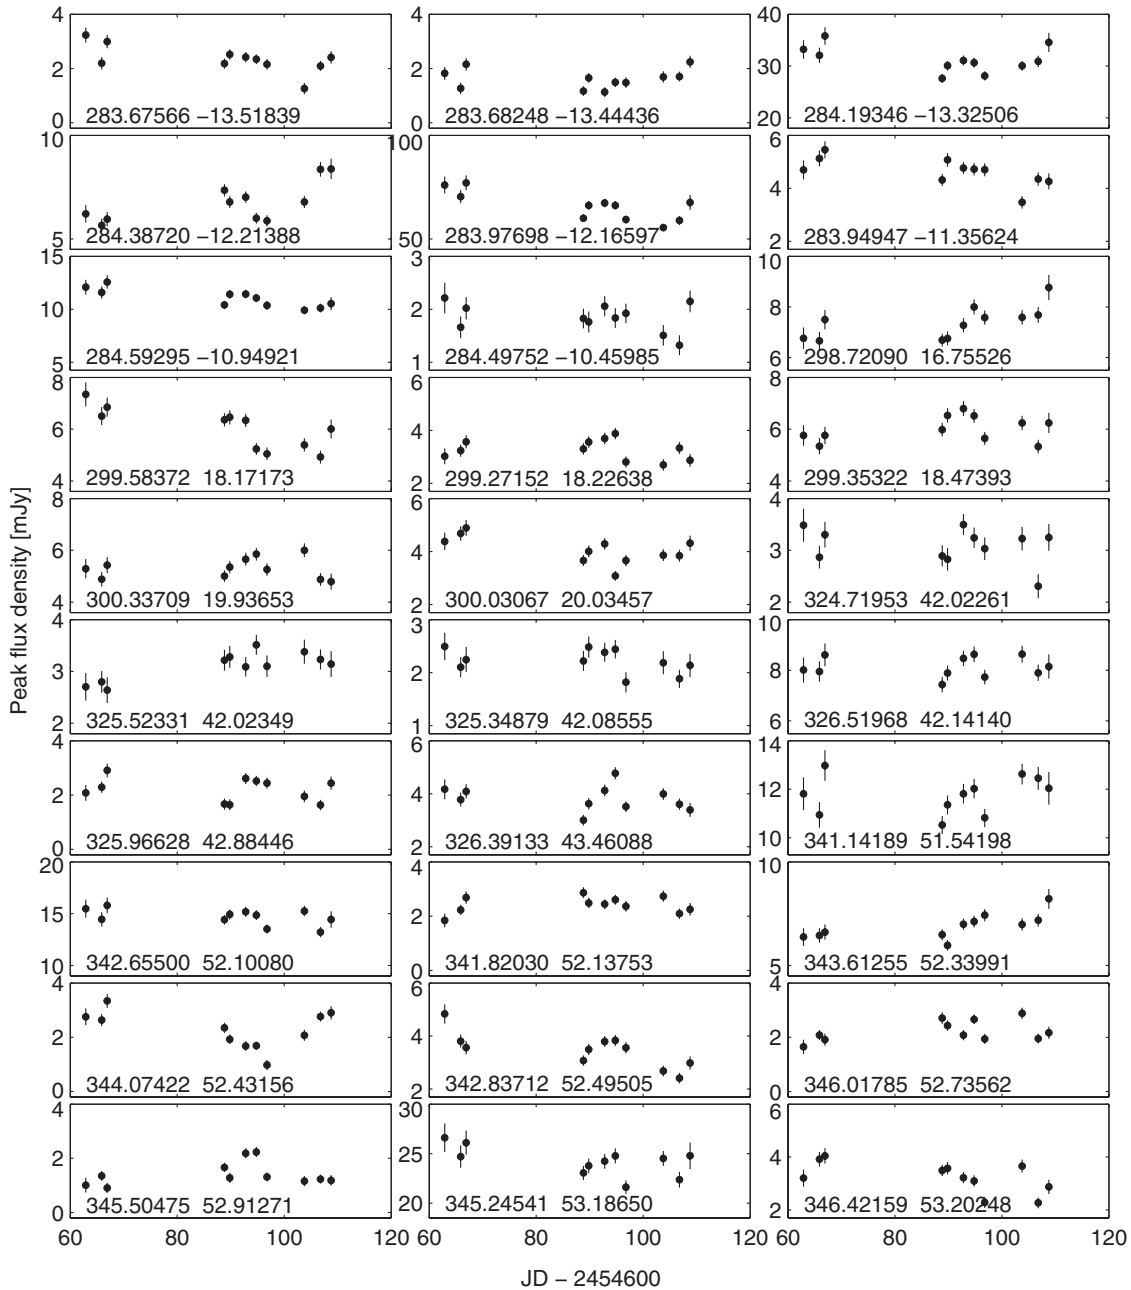 4 4 40
2 2 30
283.67566 −13.51839 283.68248 −13.44436 284.19346 −13.32506
0 0 20
10 100 6
4
284.38720 −12.21388 283.97698 −12.16597 283.94947 −11.35624
5 50 2
15 3 10
10 2 8
284.59295 −10.94921 284.49752 −10.45985 298.72090 16.75526
5 1 6
8 6 8
6 4 6
299.58372 18.17173 299.27152 18.22638 299.35322 18.47393
4 2 4
Peak flux density [mJy]
8 6 4
6 4 3
300.33709 19.93653 300.03067 20.03457 324.71953 42.02261
4 2 2
4 3 10
3 2 8
325.52331 42.02349 325.34879 42.08555 326.51968 42.14140
2 1 6
4 6 14
2 4 12
325.96628 42.88446 326.39133 43.46088 341.14189 51.54198
0 2 10
20 4 10
15 2
342.65500 52.10080 341.82030 52.13753 343.61255 52.33991
10 0 5
4 6 4
2 4 2
344.07422 52.43156 342.83712 52.49505 346.01785 52.73562
0 2 0
4 30 6
2 25 4
345.50475 52.91271 345.24541 53.18650 346.42159 53.20248
0 20 2
60 80 100 120 60 80 100 120 60 80 100 120
JD − 2454600